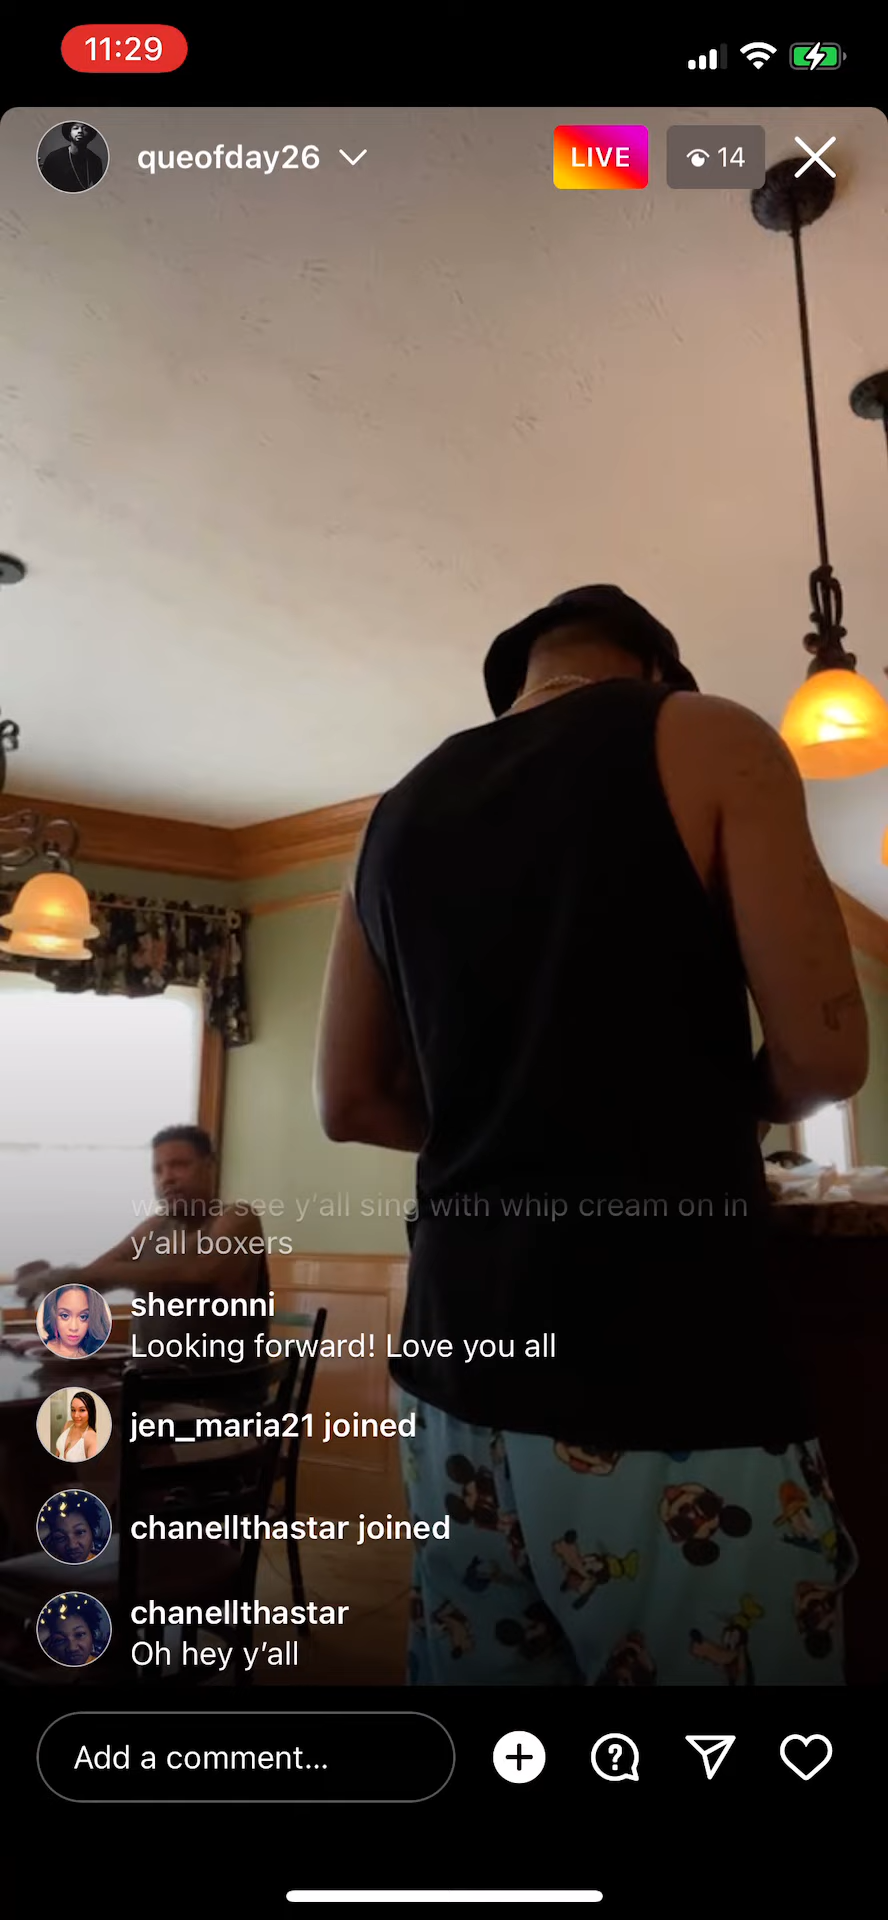 11:29
queofday26
LIVE
14
wanna see y’all sing with whip cream on in
y’all boxers
sherronni
Looking forward! Love you all
jen_maria21 joined
chanellthastar joined
chanellthastar
Oh hey y’all
Add a comment...